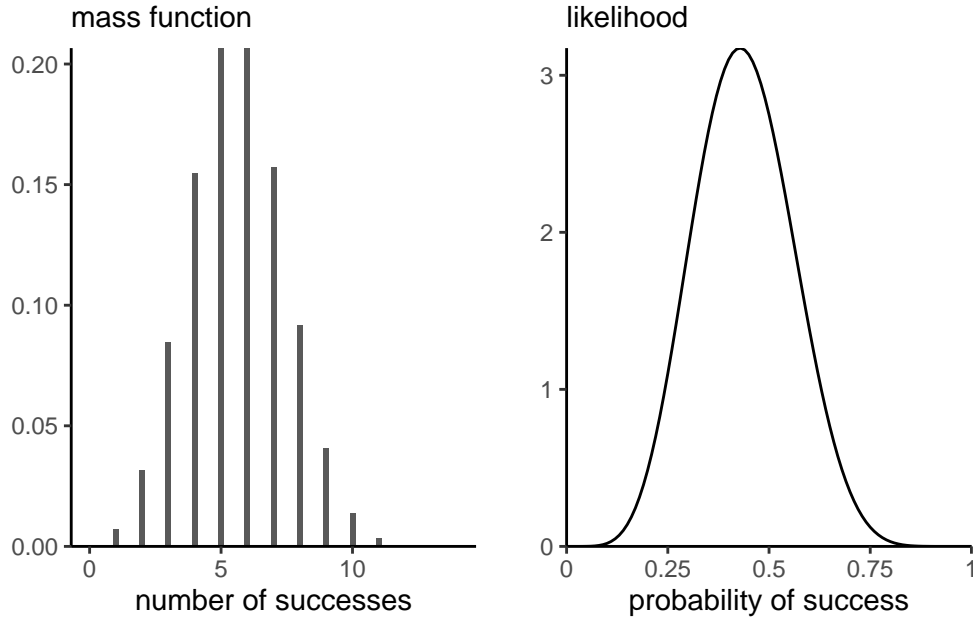 mass function
0.20
0.15
0.10
0.05
0.00
0 5 10
number of successes
likelihood
3
2
1
0
0 0.25 0.5 0.75 1
probability of success